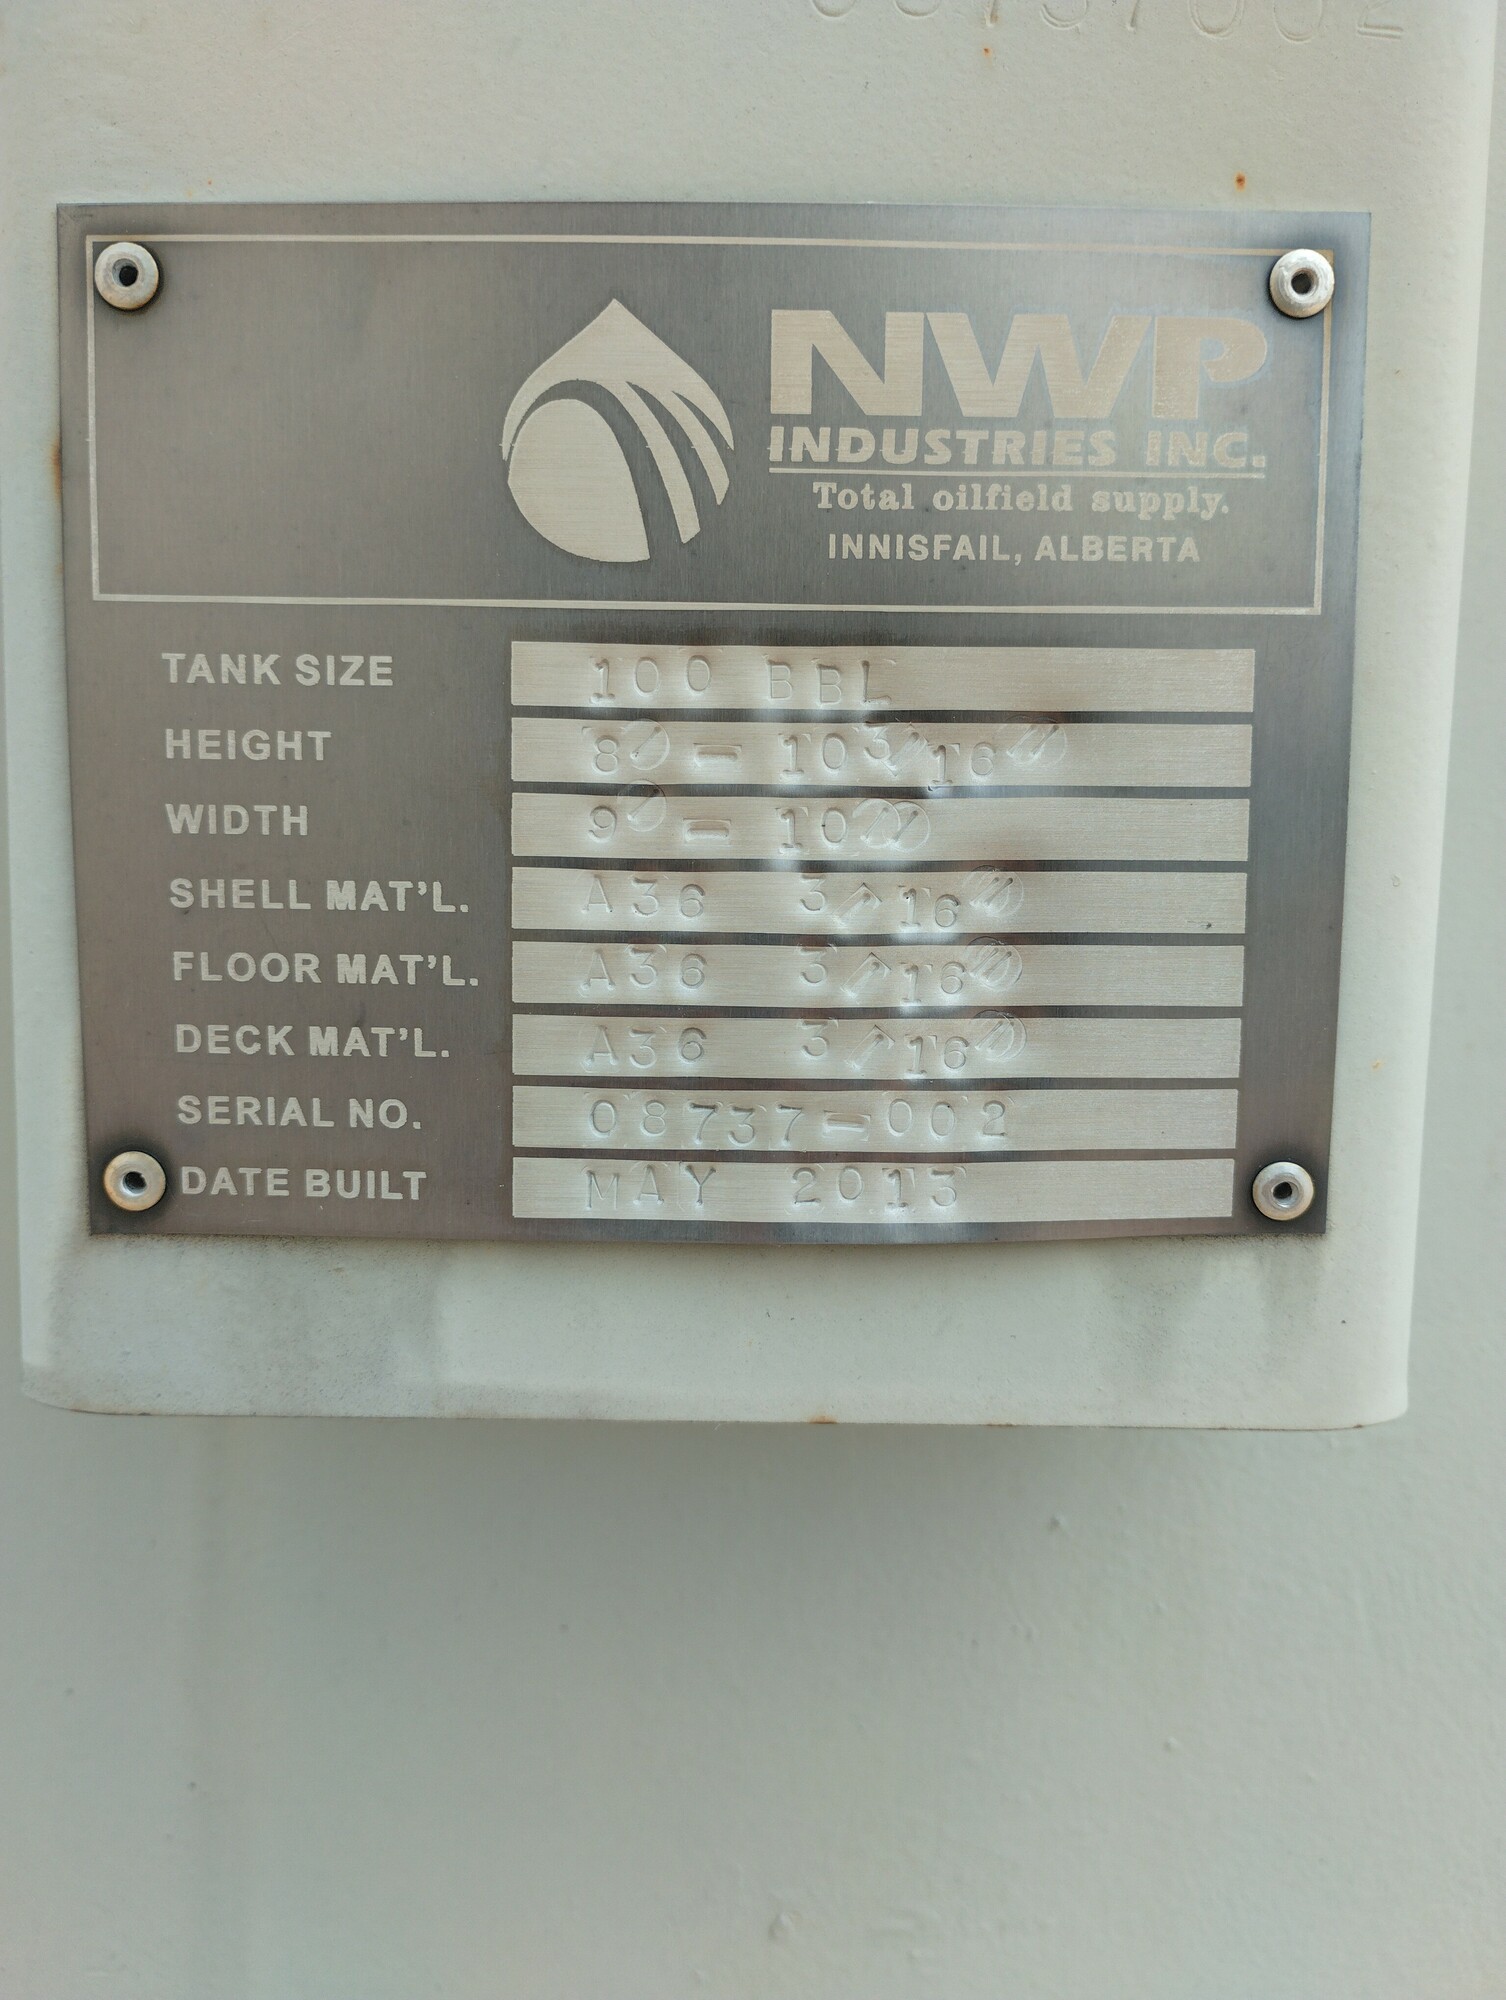 NWP
INDUSTRIES INC.
Total oilfield supply.
INNISFAIL, ALBERTA
TANK SIZE 100 BBL
HEIGHT 8' - 10 3/16"
WIDTH 9' - 10"
SHELL MAT'L. A36 3/16"
FLOOR MAT'L. A36 3/16"
DECK MAT'L. A36 3/16"
SERIAL NO. 08737-002
DATE BUILT MAY 2013